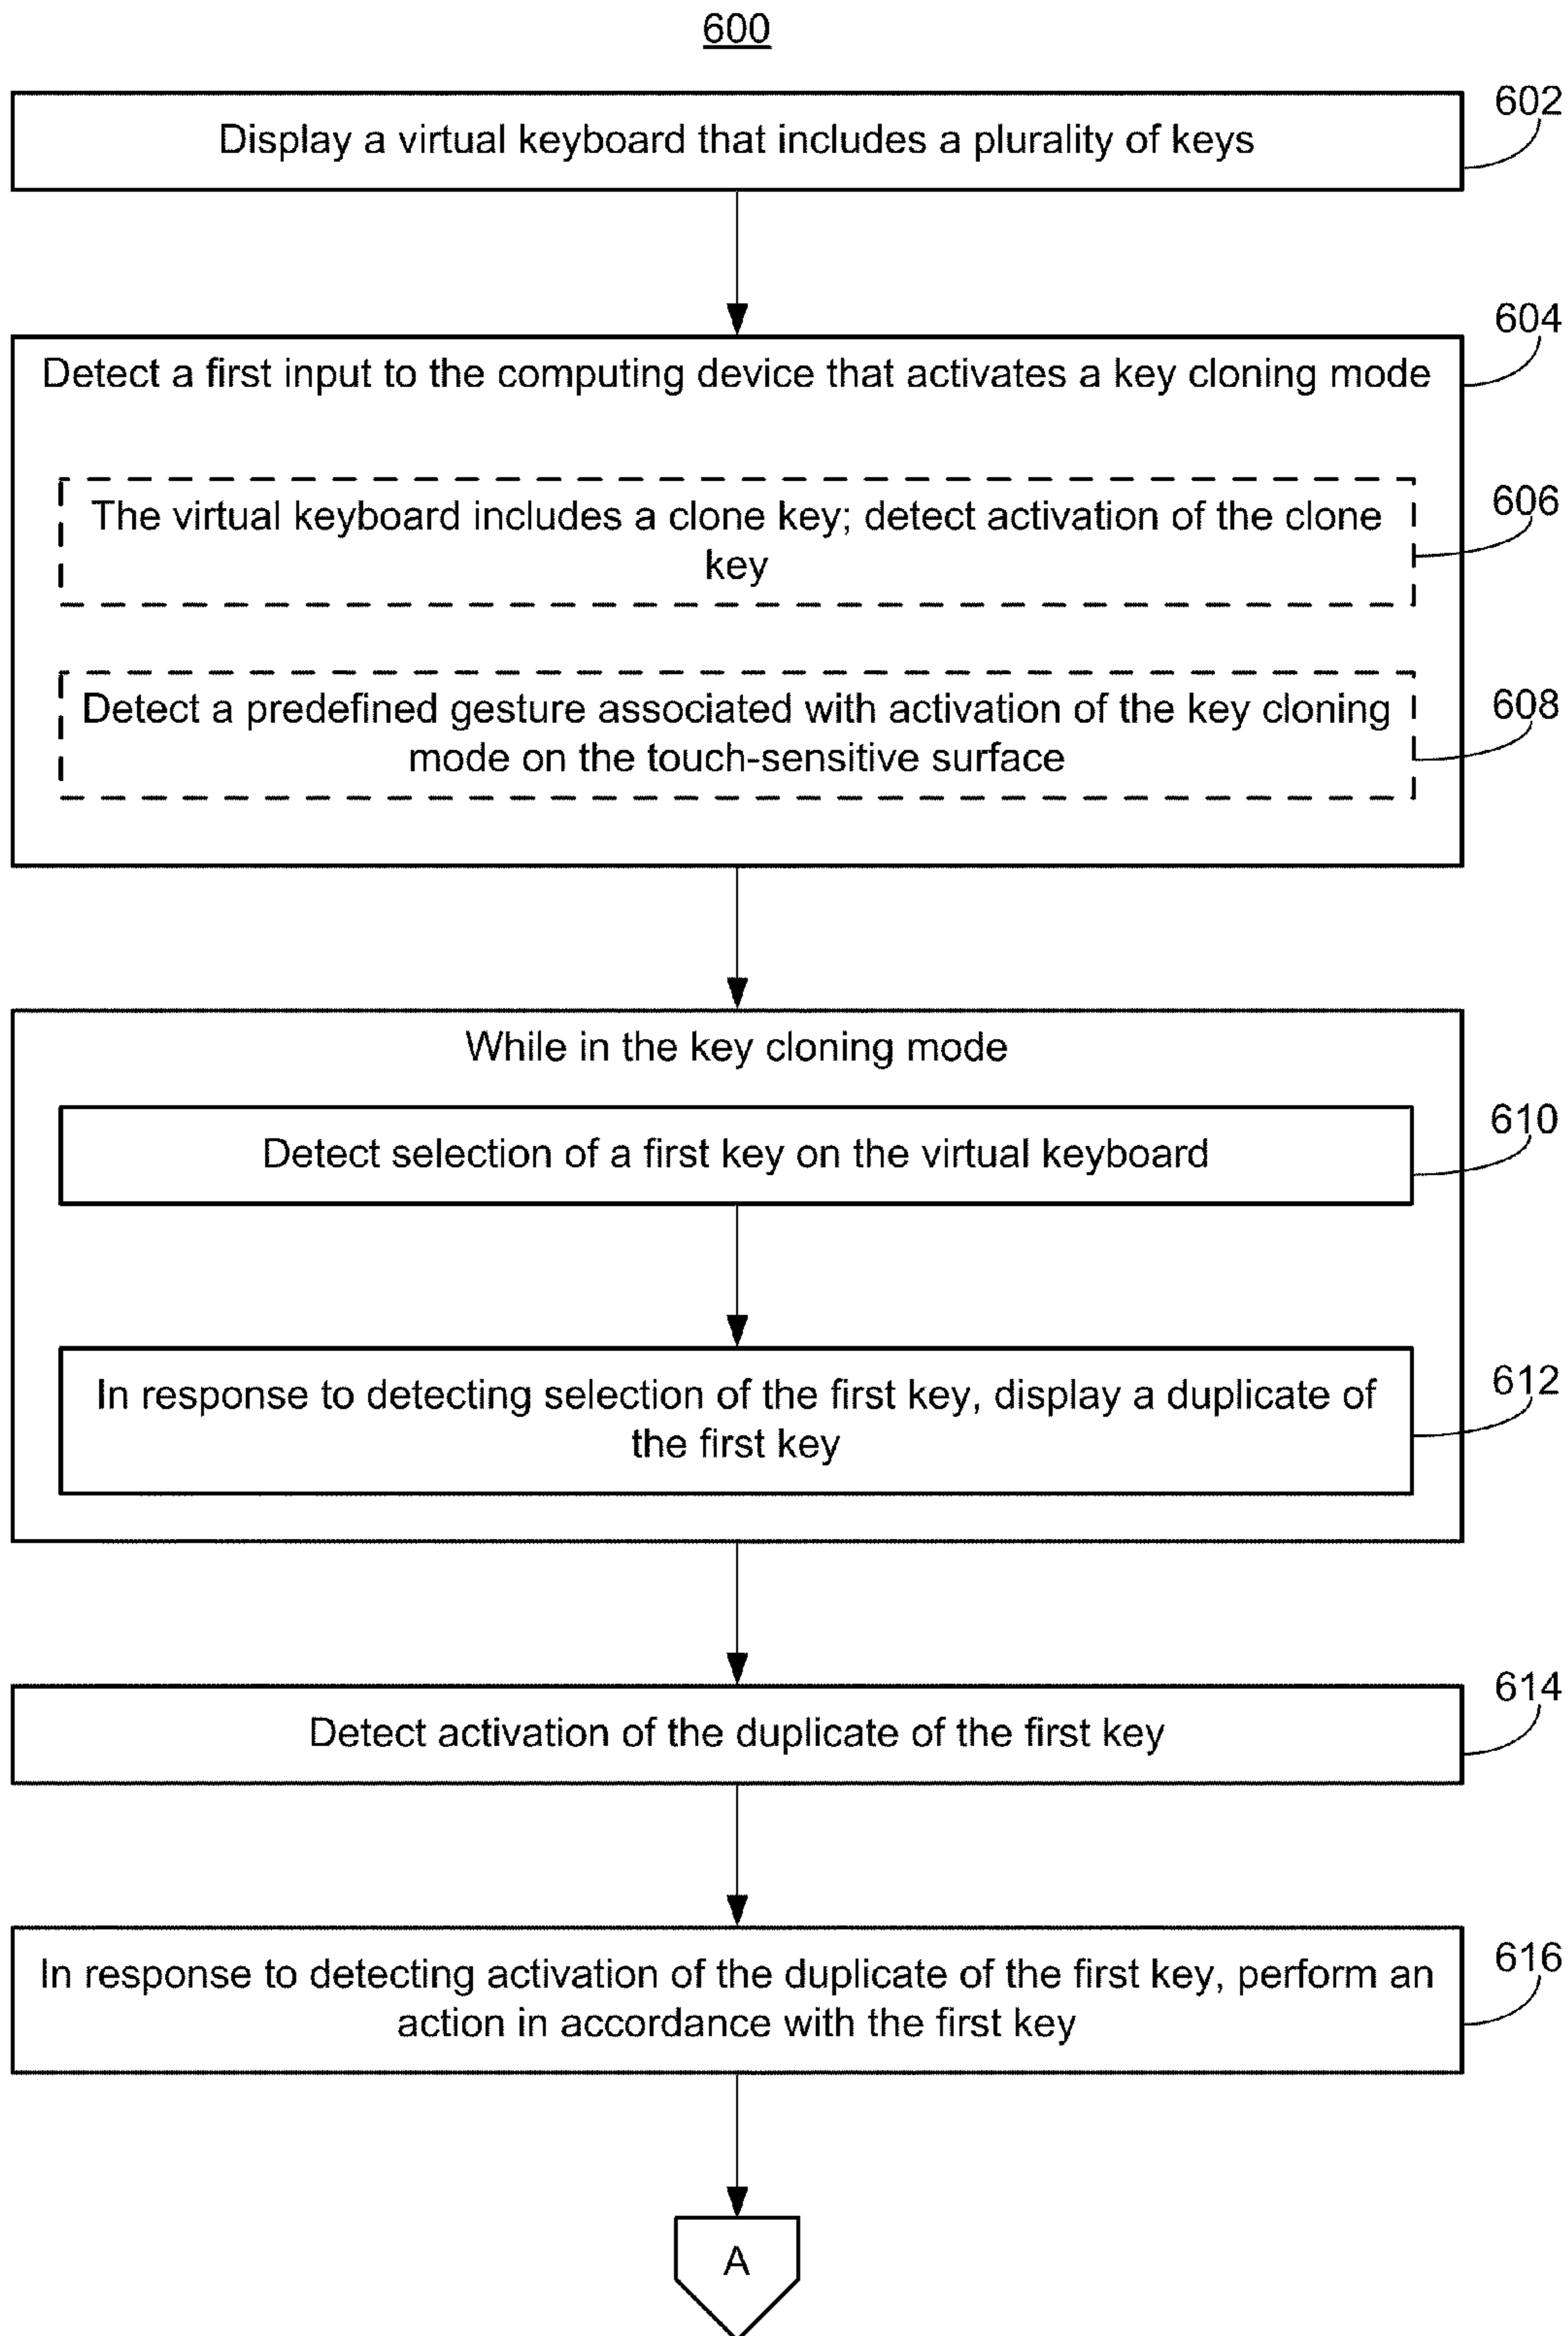 600
602
Display a virtual keyboard that includes a plurality of keys
604
Detect a first input to the computing device that activates a key cloning mode
606
The virtual keyboard includes a clone key; detect activation of the clone
key
608
Detect a predefined gesture associated with activation of the key cloning
mode on the touch-sensitive surface
While in the key cloning mode
610
Detect selection of a first key on the virtual keyboard
612
In response to detecting selection of the first key, display a duplicate of
the first key
614
Detect activation of the duplicate of the first key
616
In response to detecting activation of the duplicate of the first key, perform an
action in accordance with the first key
A